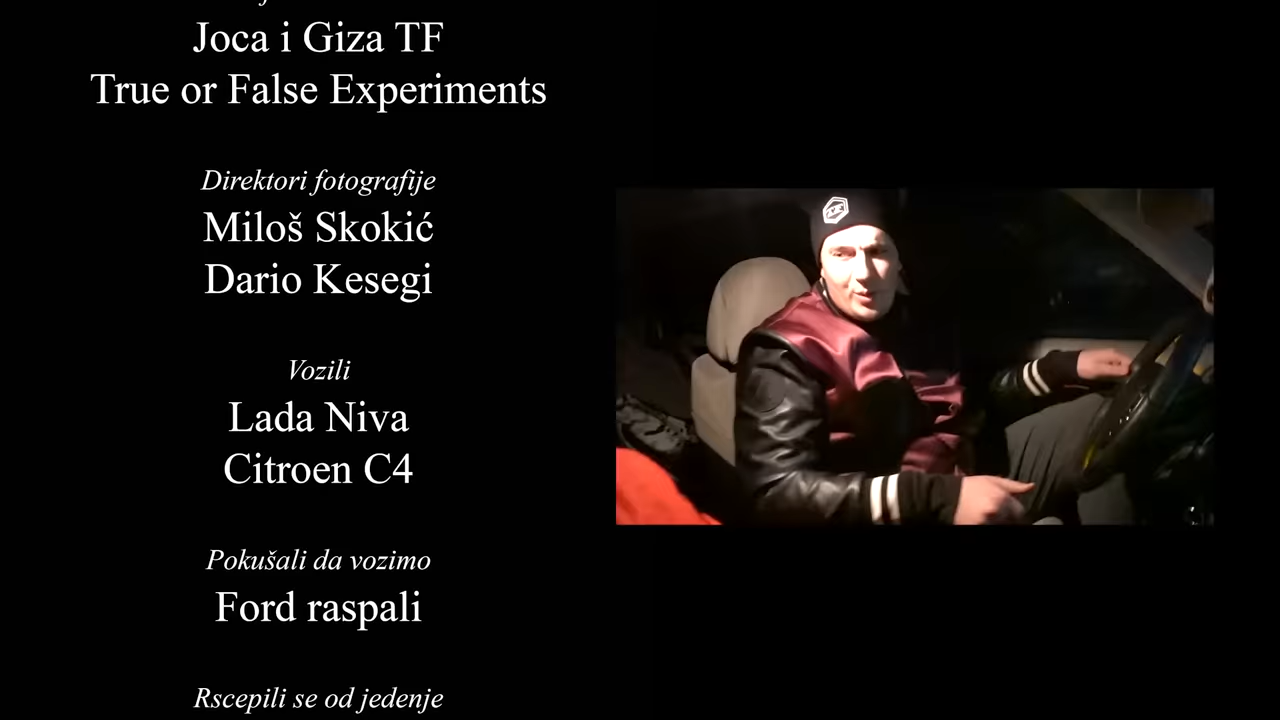 Joca i Giza TF
True or False Experiments
Direktori fotografije
Miloš Skokić
Dario Kesegi
Vozili
Lada Niva
Citroen C4
Pokušali da vozimo
Ford raspali
Rscepili se od jedenje